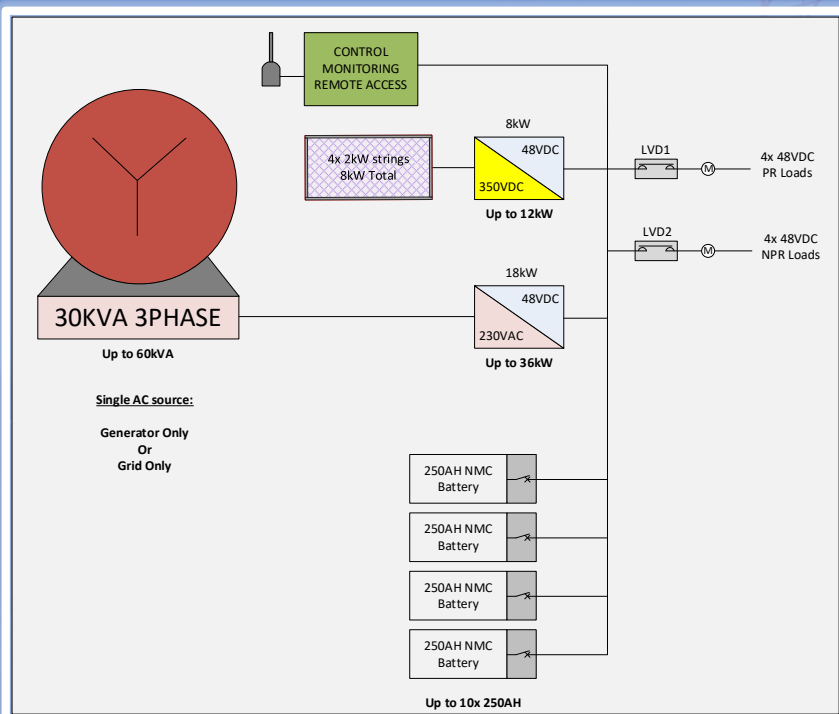 CONTROL
MONITORING
REMOTE ACCESS
4x 2kW strings
8kW Total
8kW
48VDC
350VDC
Up to 12kW
LVD1
M
4x 48VDC
PR Loads
LVD2
M
4x 48VDC
NPR Loads
30KVA 3PHASE
Up to 60kVA
18kW
48VDC
230VAC
Up to 36kW
Single AC source:
Generator Only
Or
Grid Only
250AH NMC
Battery
250AH NMC
Battery
250AH NMC
Battery
250AH NMC
Battery
Up to 10x 250AH